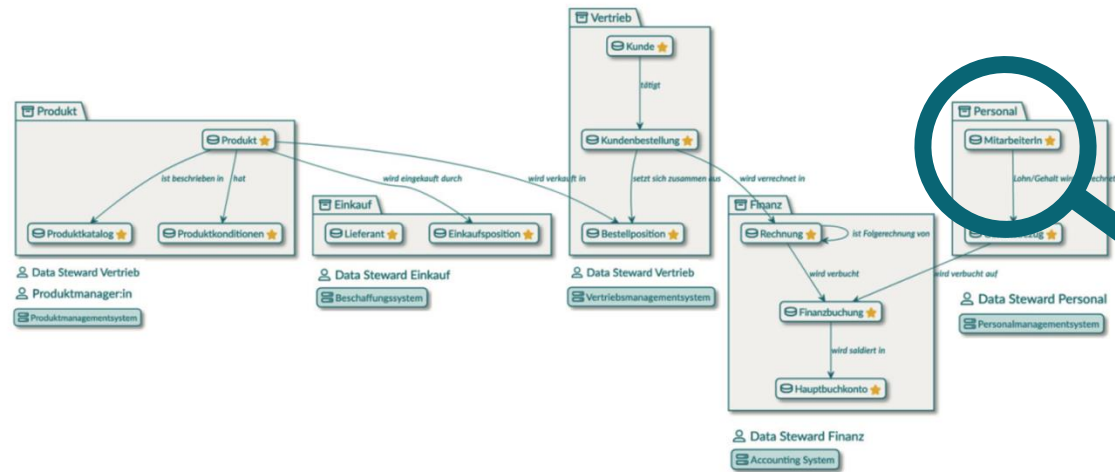 Vertrieb
Kunde
tätigt
Produkt
Personal
Produkt
Kundenbestellung
MitarbeiterIn
ist beschrieben in
hat
wird eingekauft durch
wird verkauft in
setzt sich zusammen aus
wird verrechnet in
Lohn/Gehalt wird
Einkauf
Finanz
Produktkatalog
Produktkonditionen
Lieferant
Einkaufsposition
Bestellposition
Rechnung
ist Folgerechnung von
Data Steward Vertrieb
Data Steward Einkauf
Data Steward Vertrieb
wird verbucht
wird verbucht auf
Produktmanager:in
Beschaffungssystem
Vertriebsmanagementsystem
Data Steward Personal
Produktmanagementsystem
Finanzbuchung
Personalmanagementsystem
wird saldiert in
Hauptbuchkonto
Data Steward Finanz
Accounting System